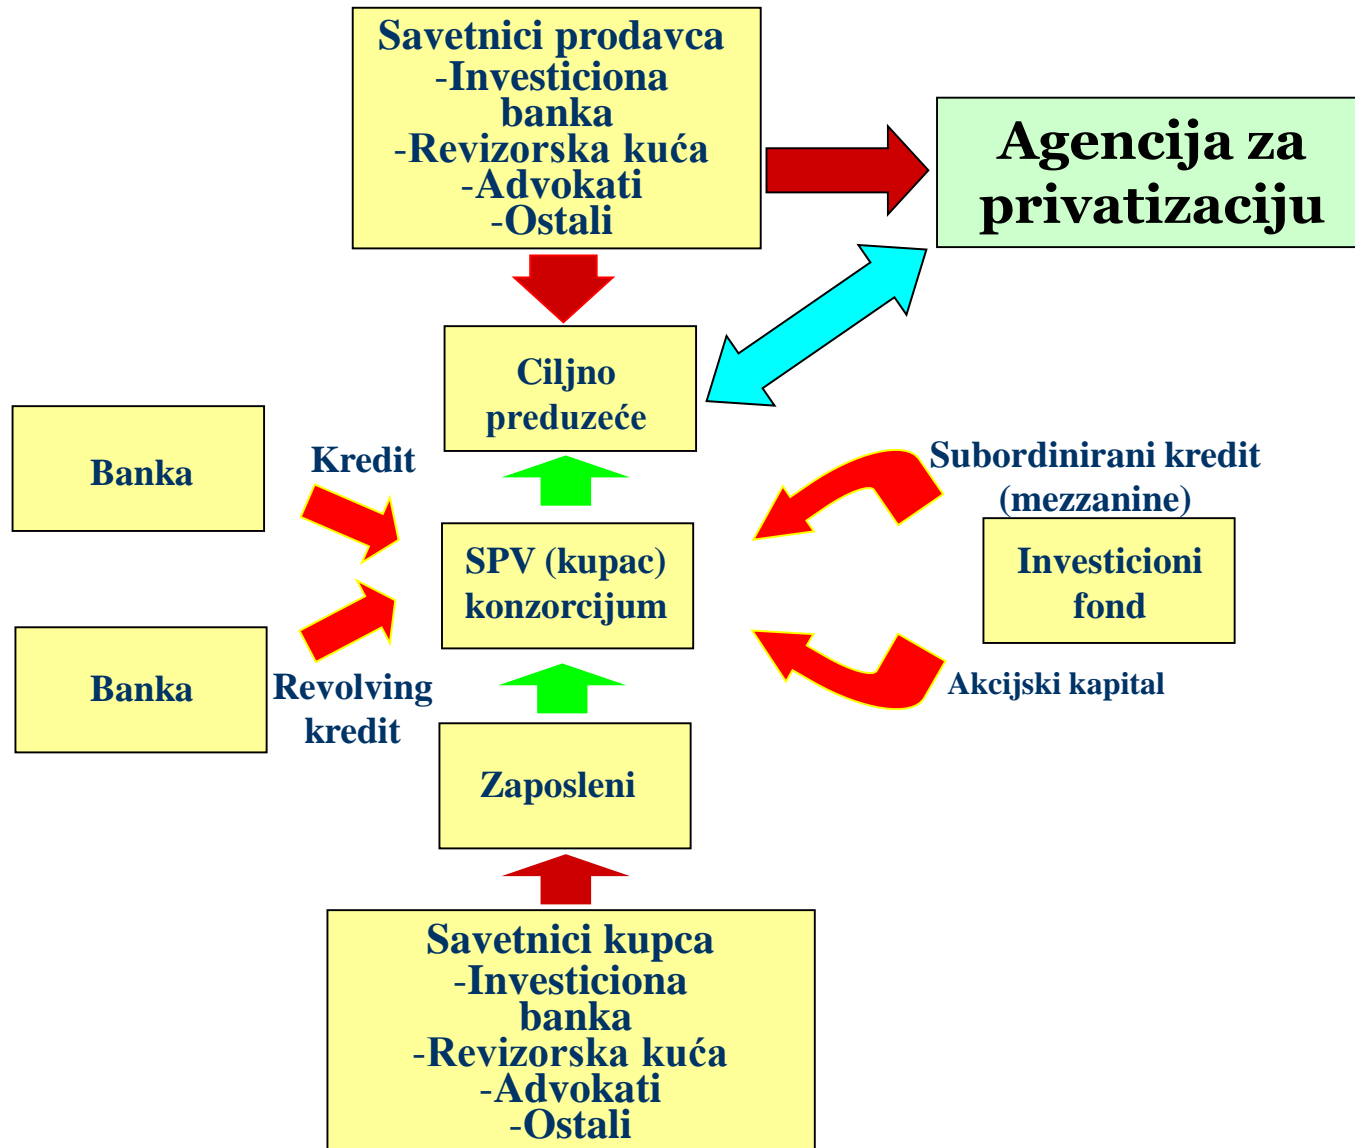 Savetnici prodavca
-Investiciona
banka
-Revizorska kuća
-Advokati
-Ostali
Agencija za
privatizaciju
Ciljno
preduzeće
Banka
Kredit
Subordinirani kredit
(mezzanine)
SPV (kupac)
konzorcijum
Investicioni
fond
Banka
Revolving
kredit
Akcijski kapital
Zaposleni
Savetnici kupca
-Investiciona
banka
-Revizorska kuća
-Advokati
-Ostali